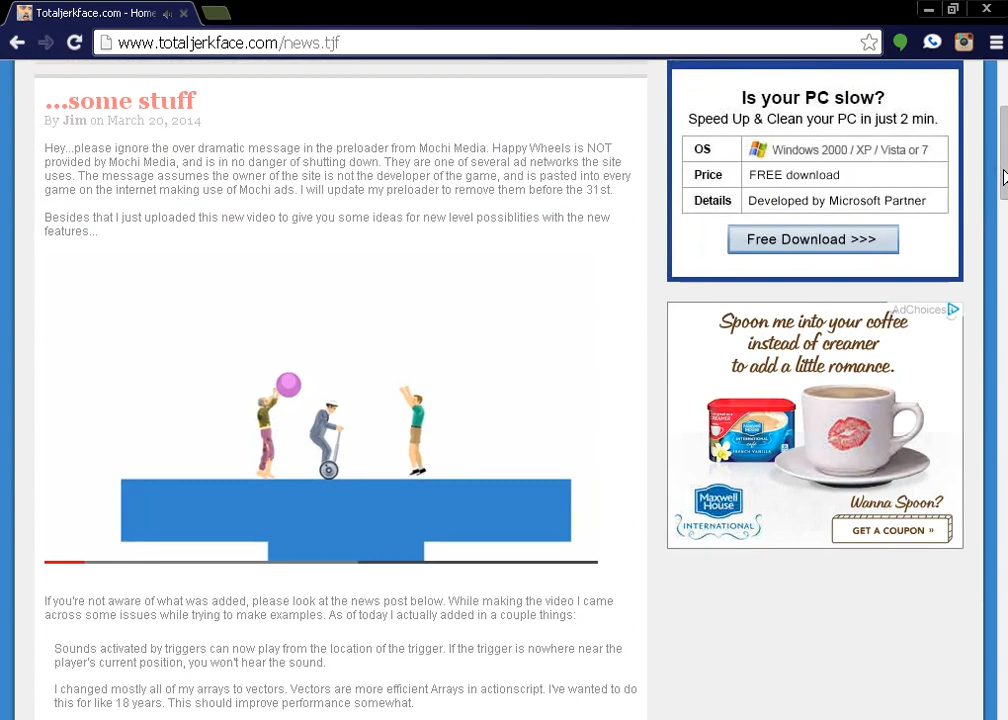 Totaljerkface.com - Home
www.totaljerkface.com/news.tjf
...some stuff
By Jim on March 20, 2014
Hey...please ignore the over dramatic message in the preloader from Mochi Media. Happy Wheels is NOT
provided by Mochi Media, and is in no danger of shutting down. They are one of several ad networks the site
uses. The message assumes the owner of the site is not the developer of the game, and is pasted into every
game on the internet making use of Mochi ads. I will update my preloader to remove them before the 31st.
Besides that I just uploaded this new video to give you some ideas for new level possiblities with the new
features...
If you're not aware of what was added, please look at the news post below. While making the video I came
across some issues while trying to make examples. As of today I actually added in a couple things:
Sounds activated by triggers can now play from the location of the trigger. If the trigger is nowhere near the
player's current position, you won't hear the sound.
I changed mostly all of my arrays to vectors. Vectors are more efficient Arrays in actionscript. I've wanted to do
this for like 18 years. This should improve performance somewhat.
Is your PC slow?
Speed Up & Clean your PC in just 2 min.
OS Windows 2000 / XP / Vista or 7
Price FREE download
Details Developed by Microsoft Partner
Free Download >>>
AdChoices
Spoon me into your coffee
instead of creamer
to add a little romance.
MAXWELL HOUSE
INTERNATIONAL
FRENCH VANILLA
Maxwell
House
INTERNATIONAL
Wanna Spoon?
GET A COUPON »